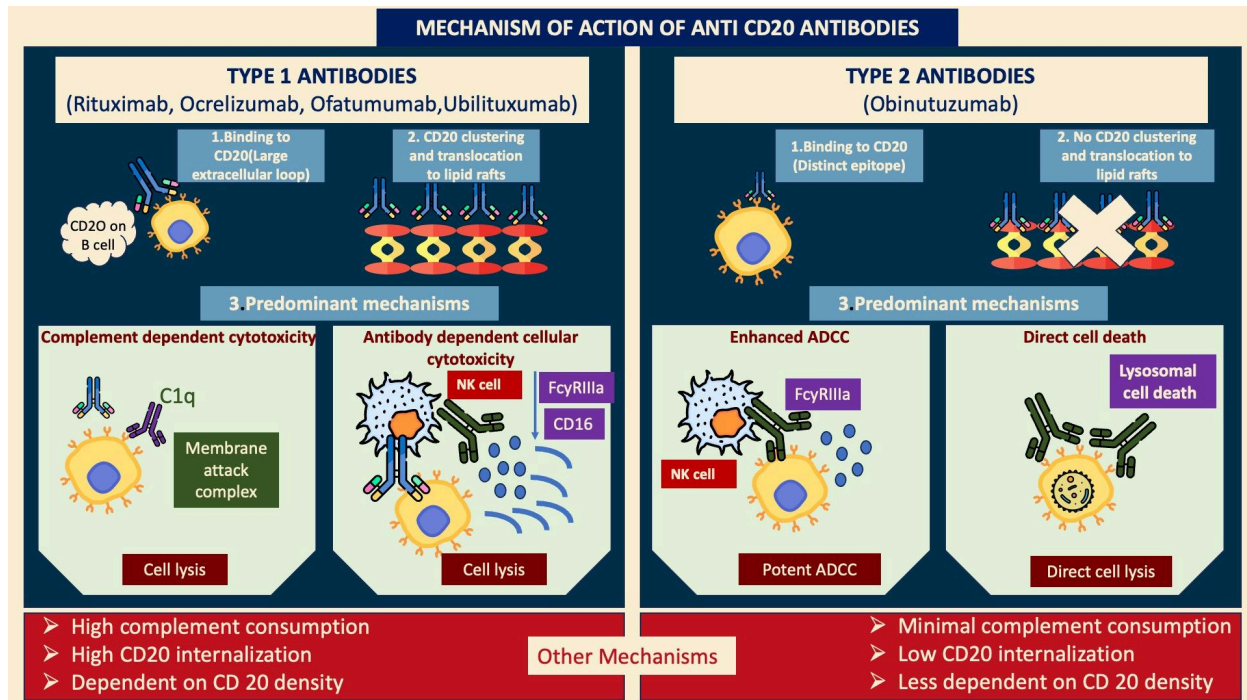 MECHANISM OF ACTION OF ANTI CD20 ANTIBODIES
TYPE 1 ANTIBODIES
(Rituximab, Ocrelizumab, Ofatumumab,Ubilituxumab)
1.Binding to
CD20(Large
extracellular loop)
2. CD20 clustering
and translocation
to lipid rafts
CD2O on
B cell
3.Predominant mechanisms
Complement dependent cytotoxicity
C1q
Membrane
attack
complex
Cell lysis
Antibody dependent cellular
cytotoxicity
NK cell
FcyRIIIa
CD16
Cell lysis
High complement consumption
High CD20 internalization
Dependent on CD 20 density
TYPE 2 ANTIBODIES
(Obinutuzumab)
1.Binding to CD20
(Distinct epitope)
2. No CD20 clustering
and translocation to
lipid rafts
3.Predominant mechanisms
Enhanced ADCC
FcyRIIIa
NK cell
Potent ADCC
Direct cell death
Lysosomal
cell death
Direct cell lysis
Other Mechanisms
Minimal complement consumption
Low CD20 internalization
Less dependent on CD 20 density